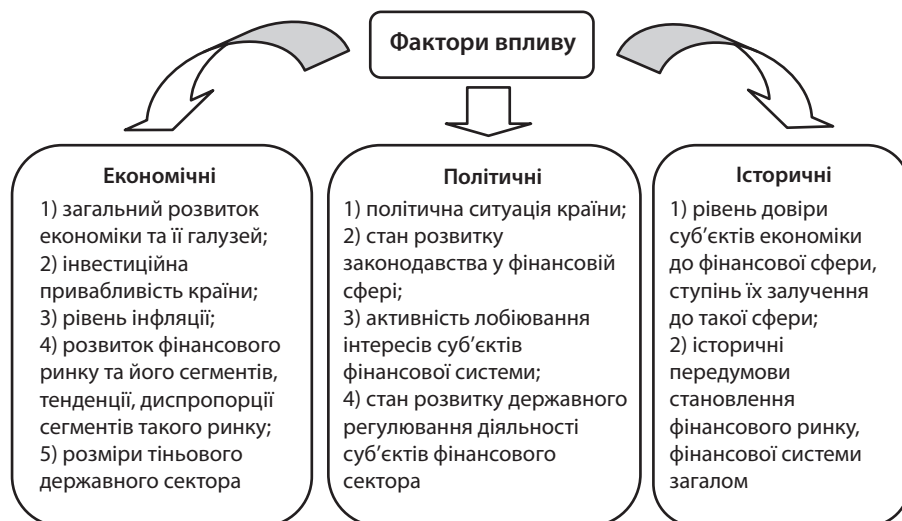 Фактори впливу
Економічні
1) загальний розвиток
економіки та її галузей;
2) інвестиційна
привабливість країни;
3) рівень інфляції;
4) розвиток фінансового
ринку та його сегментів,
тенденції, диспропорції
сегментів такого ринку;
5) розміри тіньового
державного сектора
Політичні
1) політична ситуація країни;
2) стан розвитку
законодавства у фінансовій
сфері;
3) активність лобіювання
інтересів суб’єктів
фінансової системи;
4) стан розвитку державного
регулювання діяльності
суб’єктів фінансового
сектора
Історичні
1) рівень довіри
суб’єктів економіки
до фінансової сфери,
ступінь їх залучення
до такої сфери;
2) історичні
передумови
становлення
фінансового ринку,
фінансової системи
загалом